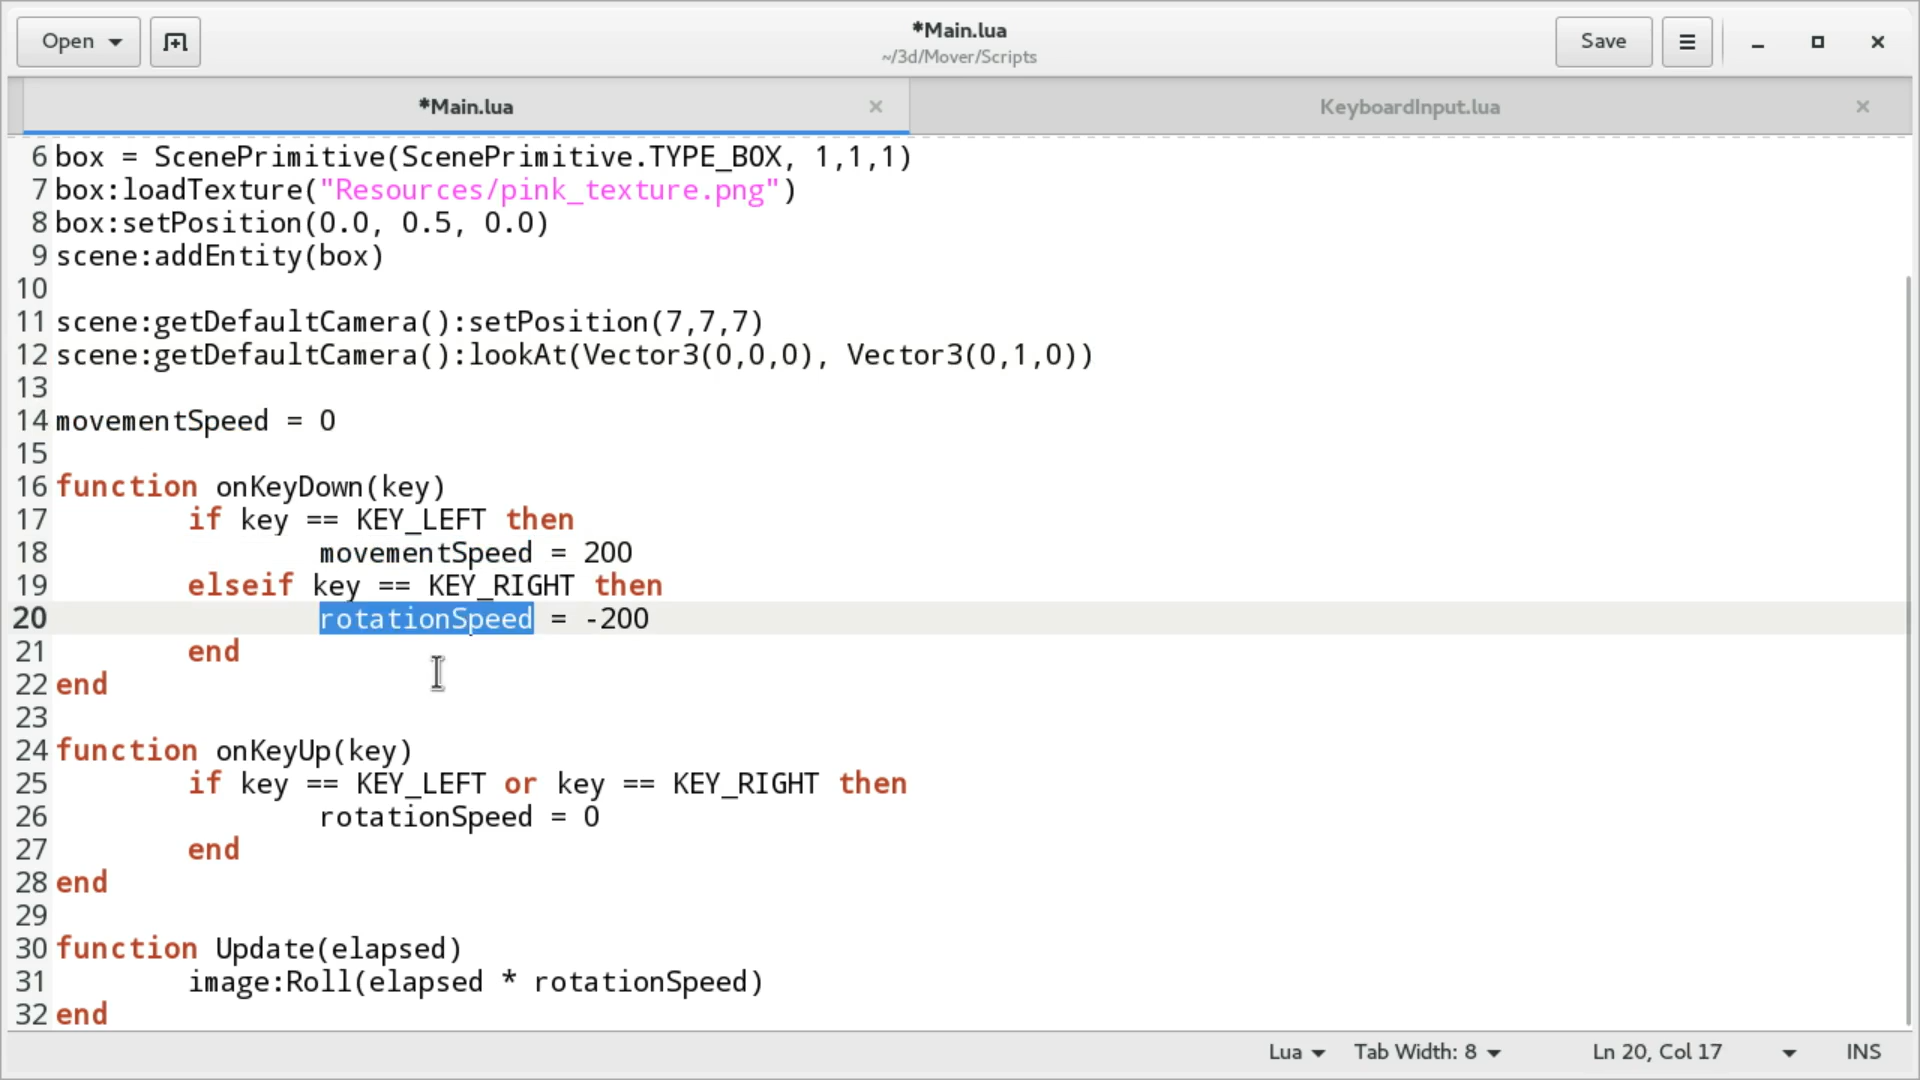 Open
*Main.lua
~/3d/Mover/Scripts
Save
*Main.lua
KeyboardInput.lua
6 box = ScenePrimitive(ScenePrimitive.TYPE_BOX, 1,1,1)
7 box:loadTexture("Resources/pink_texture.png")
8 box:setPosition(0.0, 0.5, 0.0)
9 scene:addEntity(box)
10
11 scene:getDefaultCamera():setPosition(7,7,7)
12 scene:getDefaultCamera():lookAt(Vector3(0,0,0), Vector3(0,1,0))
13
14 movementSpeed = 0
15
16 function onKeyDown(key)
17         if key == KEY_LEFT then
18                 movementSpeed = 200
19         elseif key == KEY_RIGHT then
20                 rotationSpeed = -200
21         end
22 end
23
24 function onKeyUp(key)
25         if key == KEY_LEFT or key == KEY_RIGHT then
26                 rotationSpeed = 0
27         end
28 end
29
30 function Update(elapsed)
31         image:Roll(elapsed * rotationSpeed)
32 end
Lua Tab Width: 8 Ln 20, Col 17 INS